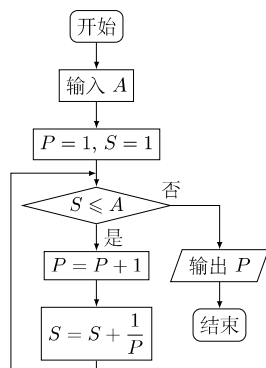 开始
输入 A
P = 1, S = 1
S ⩽ A
否
是
P = P + 1
输出 P
S = S + 1/P
结束